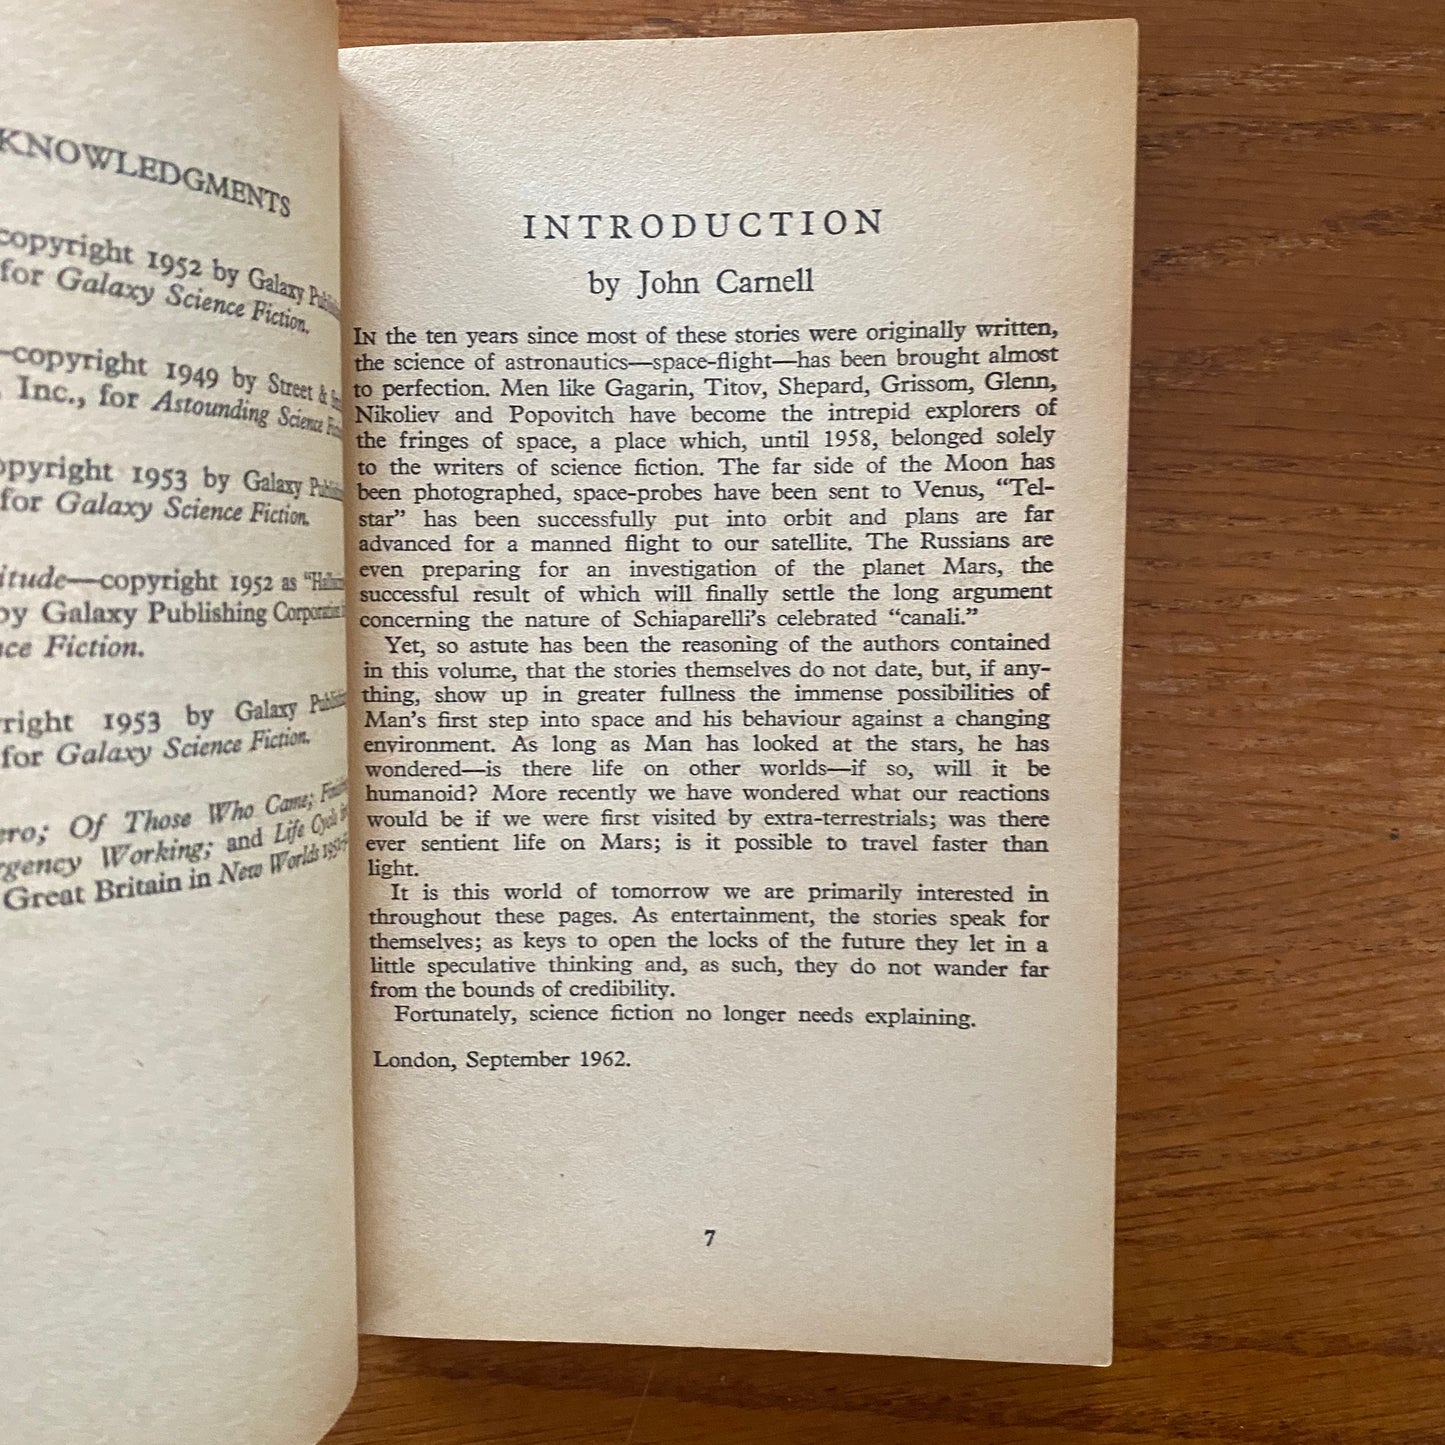 KNOWLEDGMENTS
copyright 1952 by Galaxy
for Galaxy Science Fiction.
—copyright 1949 by Street &
Inc., for Astounding Science
copyright 1953 by Galaxy
for Galaxy Science Fiction.
itude—copyright 1952 as
by Galaxy Publishing
nce Fiction.
right 1953 by Galaxy
for Galaxy Science Fiction.
ero; Of Those Who Came;
rgency Working; and Life Cycle
Great Britain in New Worlds
INTRODUCTION
by John Carnell
IN the ten years since most of these stories were originally written,
the science of astronautics—space-flight—has been brought almost
to perfection. Men like Gagarin, Titov, Shepard, Grissom, Glenn,
Nikoliev and Popovitch have become the intrepid explorers of
the fringes of space, a place which, until 1958, belonged solely
to the writers of science fiction. The far side of the Moon has
been photographed, space-probes have been sent to Venus, “Tel-
star” has been successfully put into orbit and plans are far
advanced for a manned flight to our satellite. The Russians are
even preparing for an investigation of the planet Mars, the
successful result of which will finally settle the long argument
concerning the nature of Schiaparelli’s celebrated “canali.”
Yet, so astute has been the reasoning of the authors contained
in this volume, that the stories themselves do not date, but, if any-
thing, show up in greater fullness the immense possibilities of
Man’s first step into space and his behaviour against a changing
environment. As long as Man has looked at the stars, he has
wondered—is there life on other worlds—if so, will it be
humanoid? More recently we have wondered what our reactions
would be if we were first visited by extra-terrestrials; was there
ever sentient life on Mars; is it possible to travel faster than
light.
It is this world of tomorrow we are primarily interested in
throughout these pages. As entertainment, the stories speak for
themselves; as keys to open the locks of the future they let in a
little speculative thinking and, as such, they do not wander far
from the bounds of credibility.
Fortunately, science fiction no longer needs explaining.
London, September 1962.
7